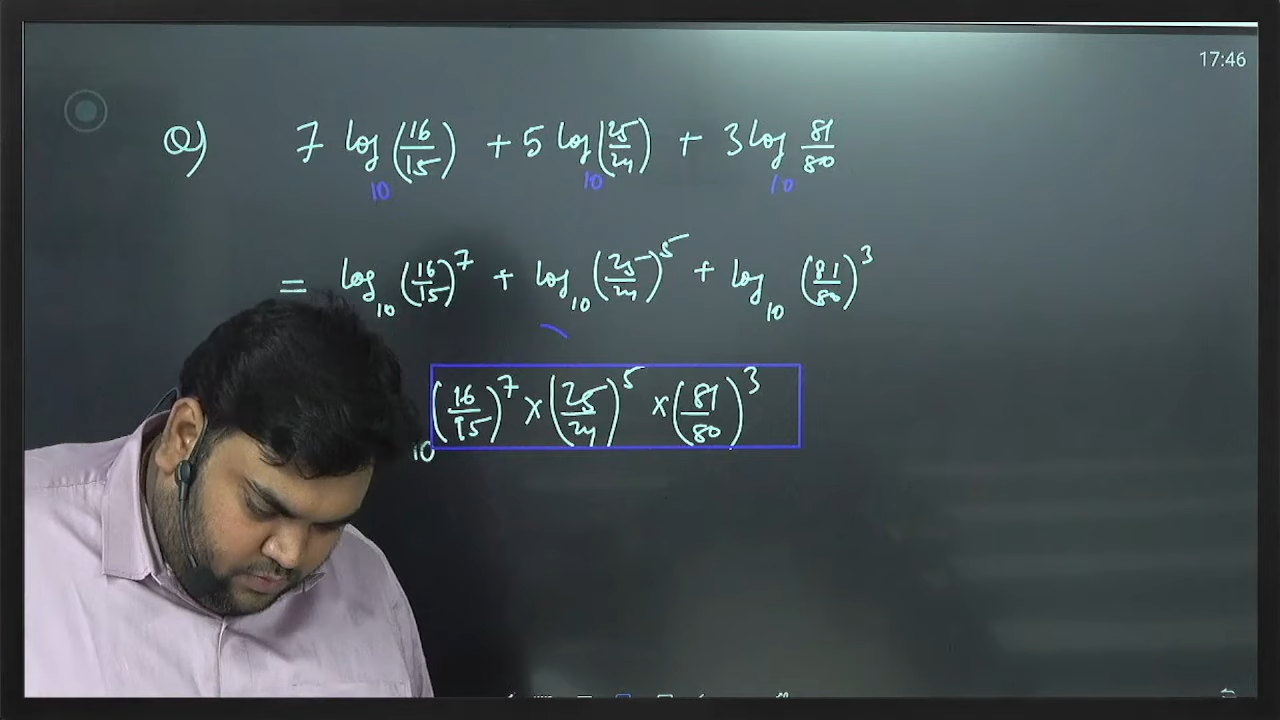 17:46
Q) 7 log₁₀(16/15) + 5 log₁₀(25/24) + 3 log₁₀ 81/80
= log₁₀(16/15)⁷ + log₁₀(25/24)⁵ + log₁₀(81/80)³
₁₀(16/15)⁷ × (25/24)⁵ × (81/80)³